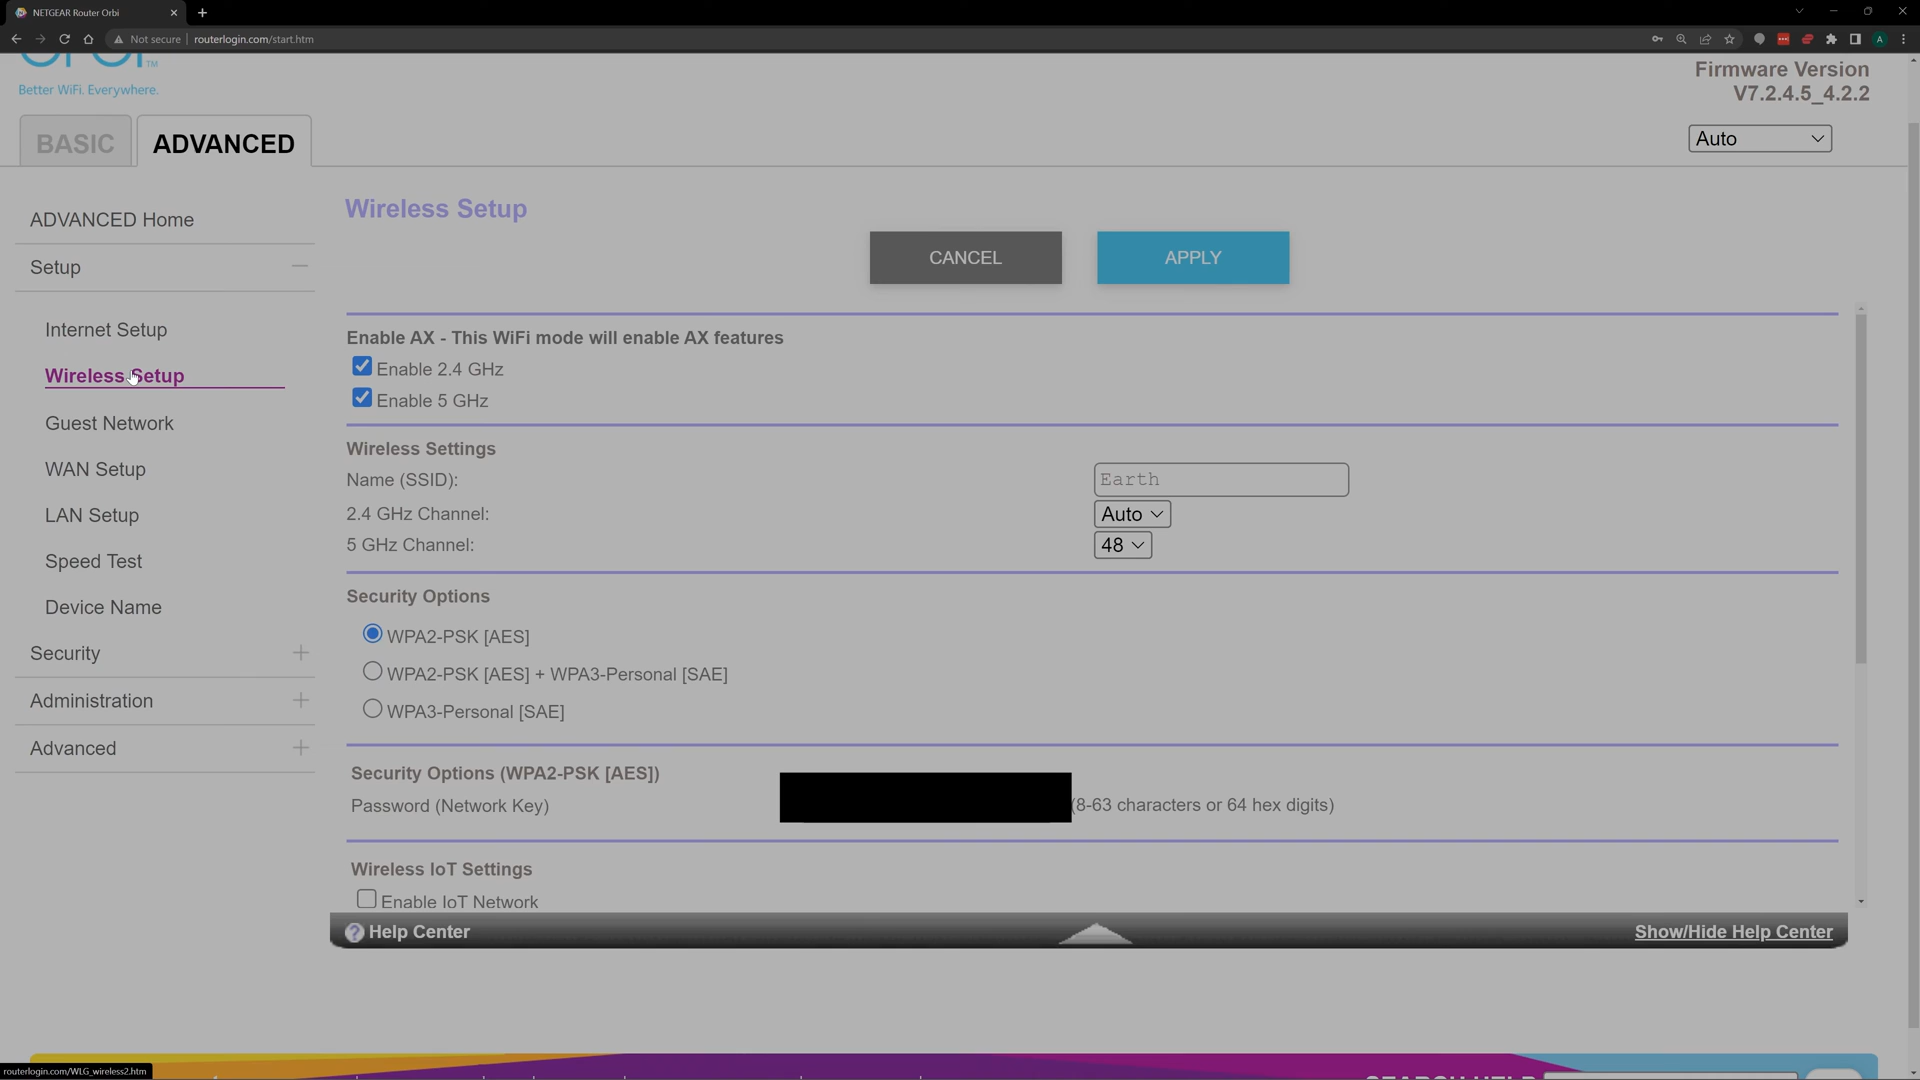 NETGEAR Router Orbi
Not secure routerlogin.com/start.htm
A
TM
Better WiFi. Everywhere.
Firmware Version
V7.2.4.5_4.2.2
BASIC
ADVANCED
Auto
ADVANCED Home
Setup
Internet Setup
Wireless Setup
Guest Network
WAN Setup
LAN Setup
Speed Test
Device Name
Security
Administration
Advanced
Wireless Setup
CANCEL
APPLY
Enable AX - This WiFi mode will enable AX features
Enable 2.4 GHz
Enable 5 GHz
Wireless Settings
Name (SSID): Earth
2.4 GHz Channel: Auto
5 GHz Channel: 48
Security Options
WPA2-PSK [AES]
WPA2-PSK [AES] + WPA3-Personal [SAE]
WPA3-Personal [SAE]
Security Options (WPA2-PSK [AES])
Password (Network Key) (8-63 characters or 64 hex digits)
Wireless IoT Settings
Enable IoT Network
? Help Center
Show/Hide Help Center
SEARCH HELP
routerlogin.com/WLG_wireless2.htm